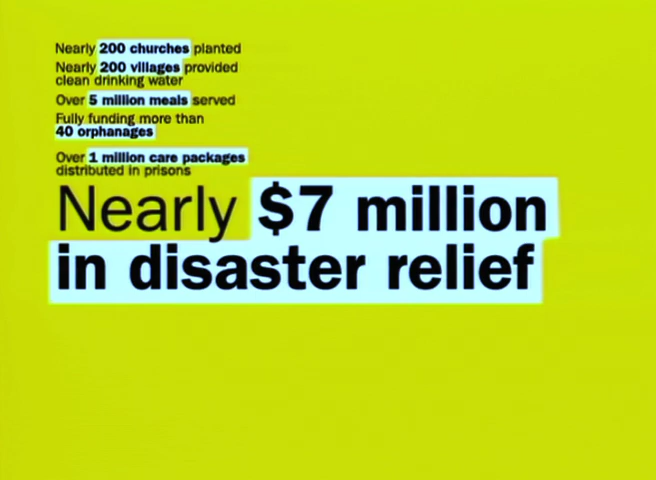 Nearly 200 churches planted
Nearly 200 villages provided
clean drinking water
Over 5 million meals served
Fully funding more than
40 orphanages
Over 1 million care packages
distributed in prisons
Nearly $7 million
in disaster relief